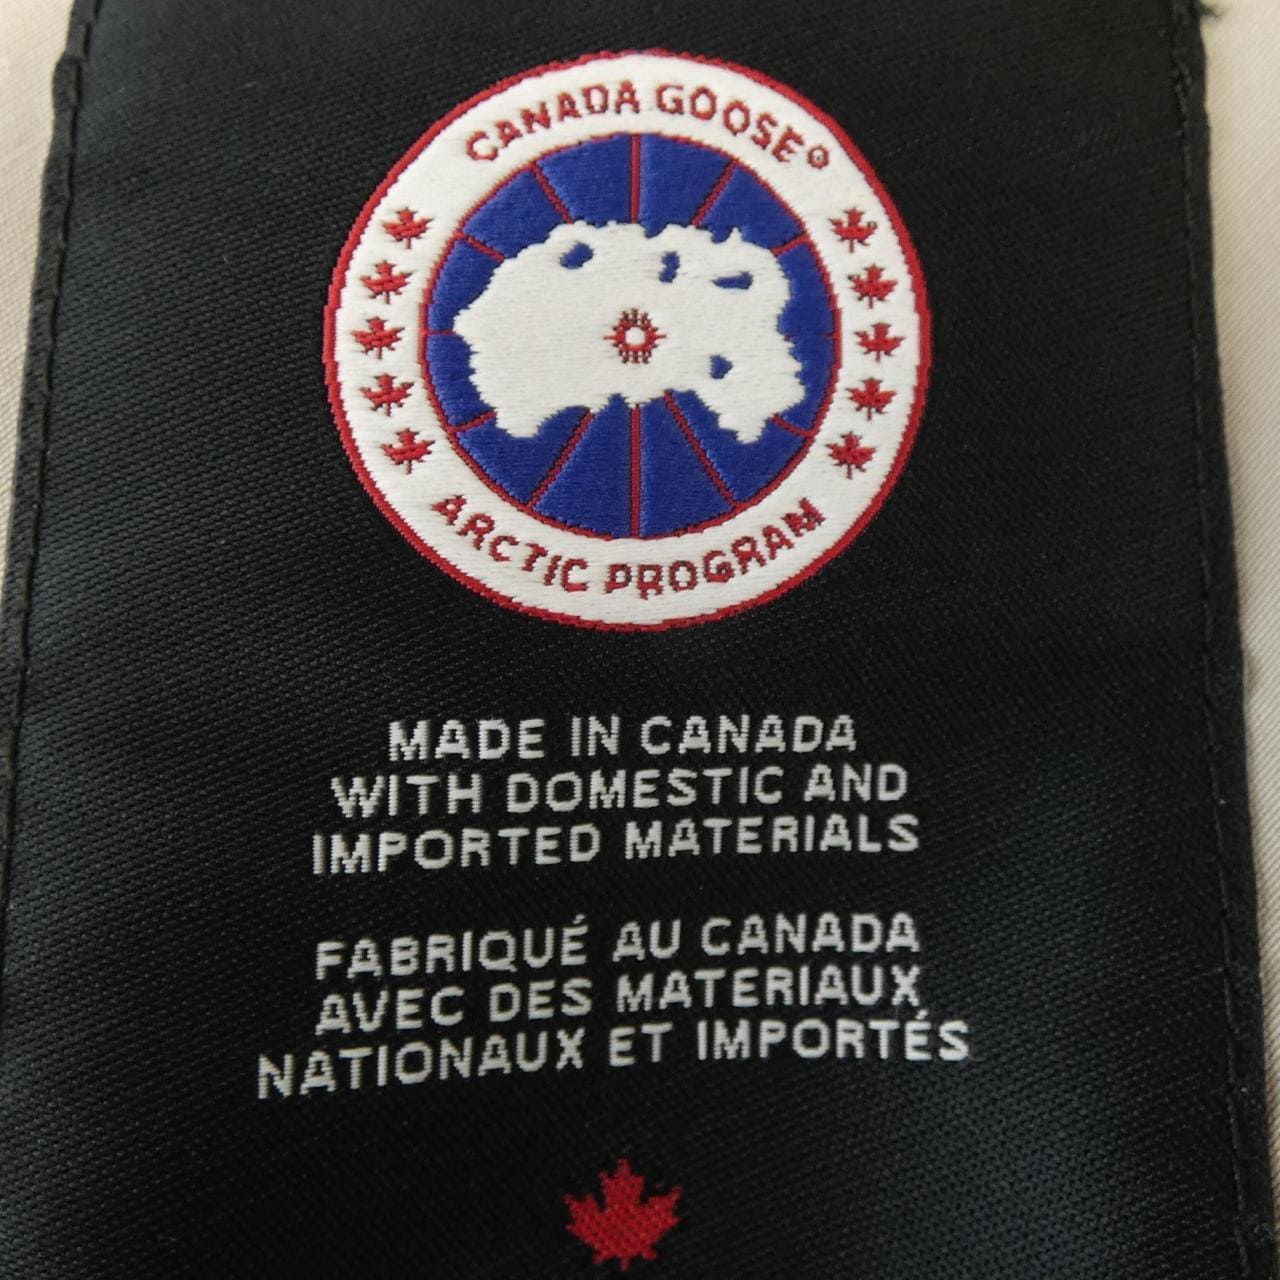 CANADA GOOSE®
ARCTIC PROGRAM
MADE IN CANADA
WITH DOMESTIC AND
IMPORTED MATERIALS
FABRIQUÉ AU CANADA
AVEC DES MATERIAUX
NATIONAUX ET IMPORTÉS